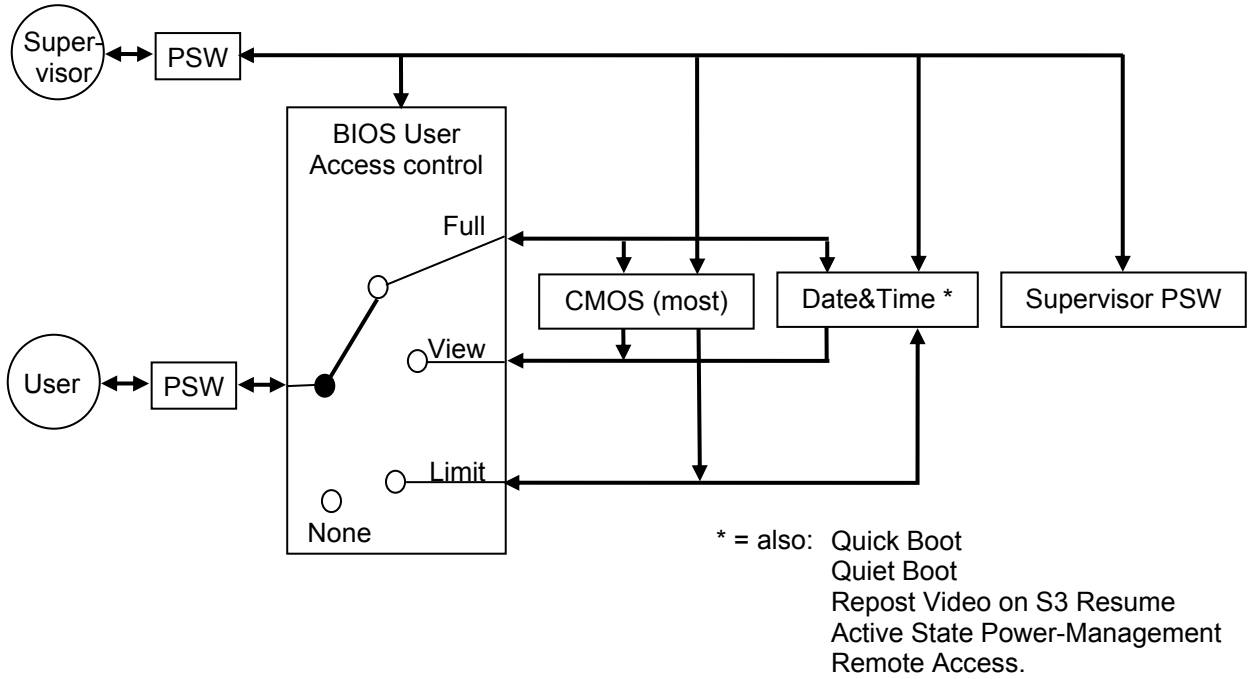 Super-
visor
PSW
BIOS User
Access control
Full
CMOS (most)
Date&Time *
Supervisor PSW
View
User
PSW
Limit
None
* = also: Quick Boot
Quiet Boot
Repost Video on S3 Resume
Active State Power-Management
Remote Access.